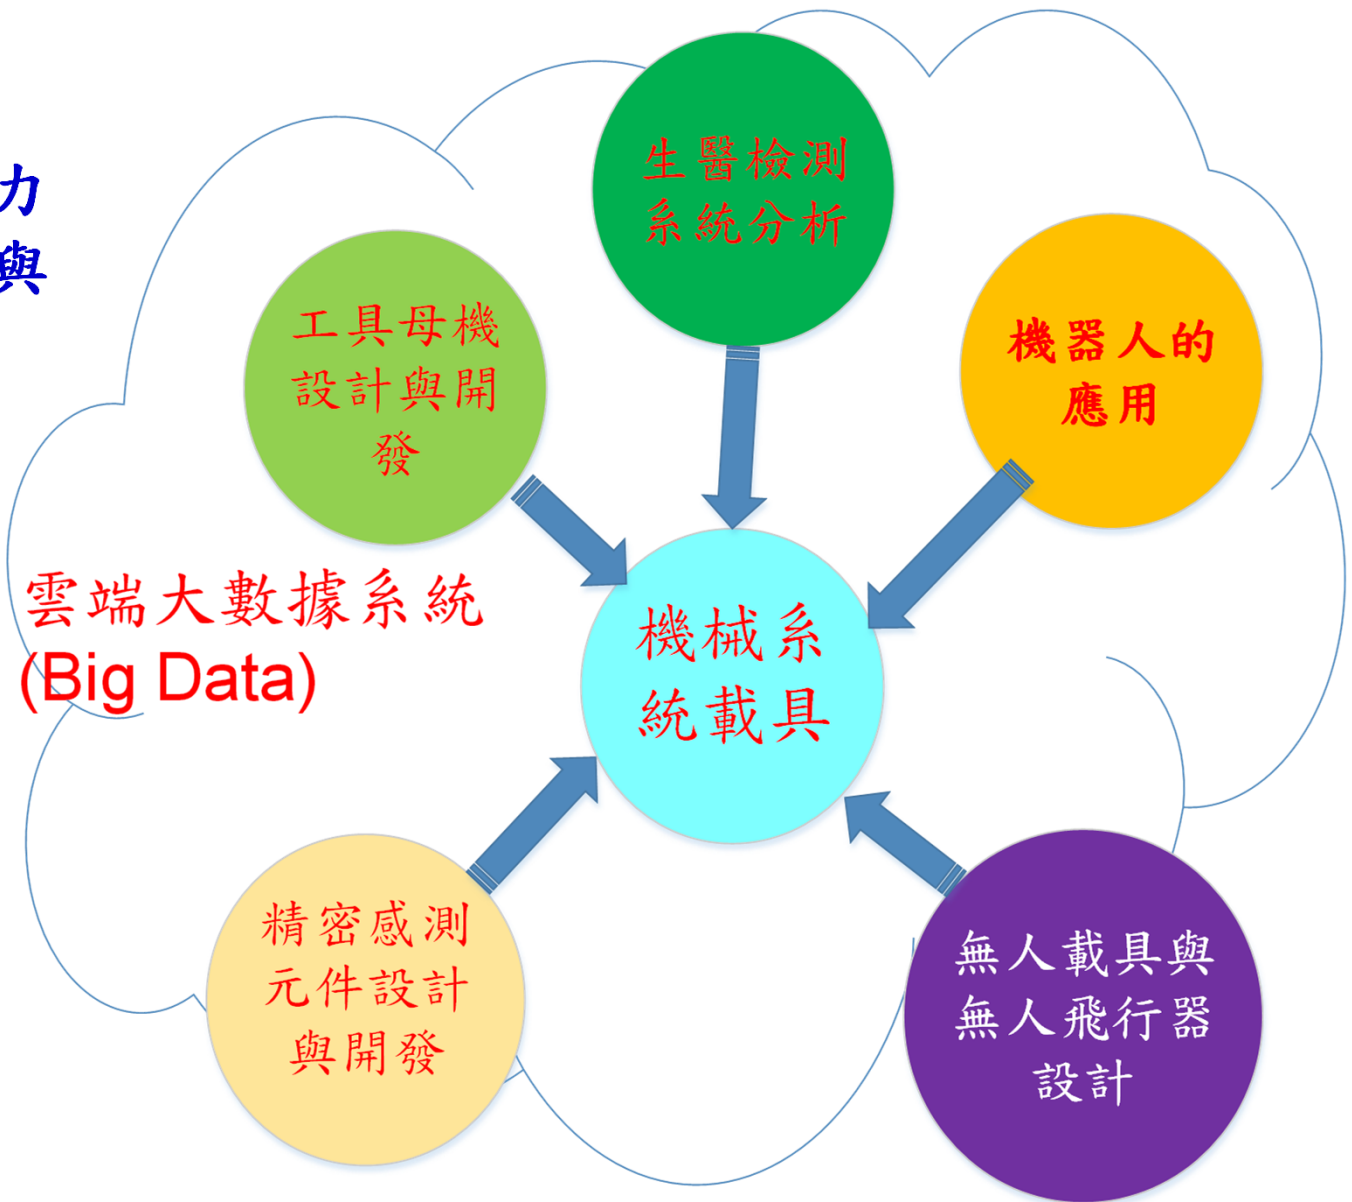 力
與
生醫檢測
系統分析
工具母機
設計與開
發
機器人的
應用
雲端大數據系統
(Big Data)
機械系
統載具
精密感測
元件設計
與開發
無人載具與
無人飛行器
設計